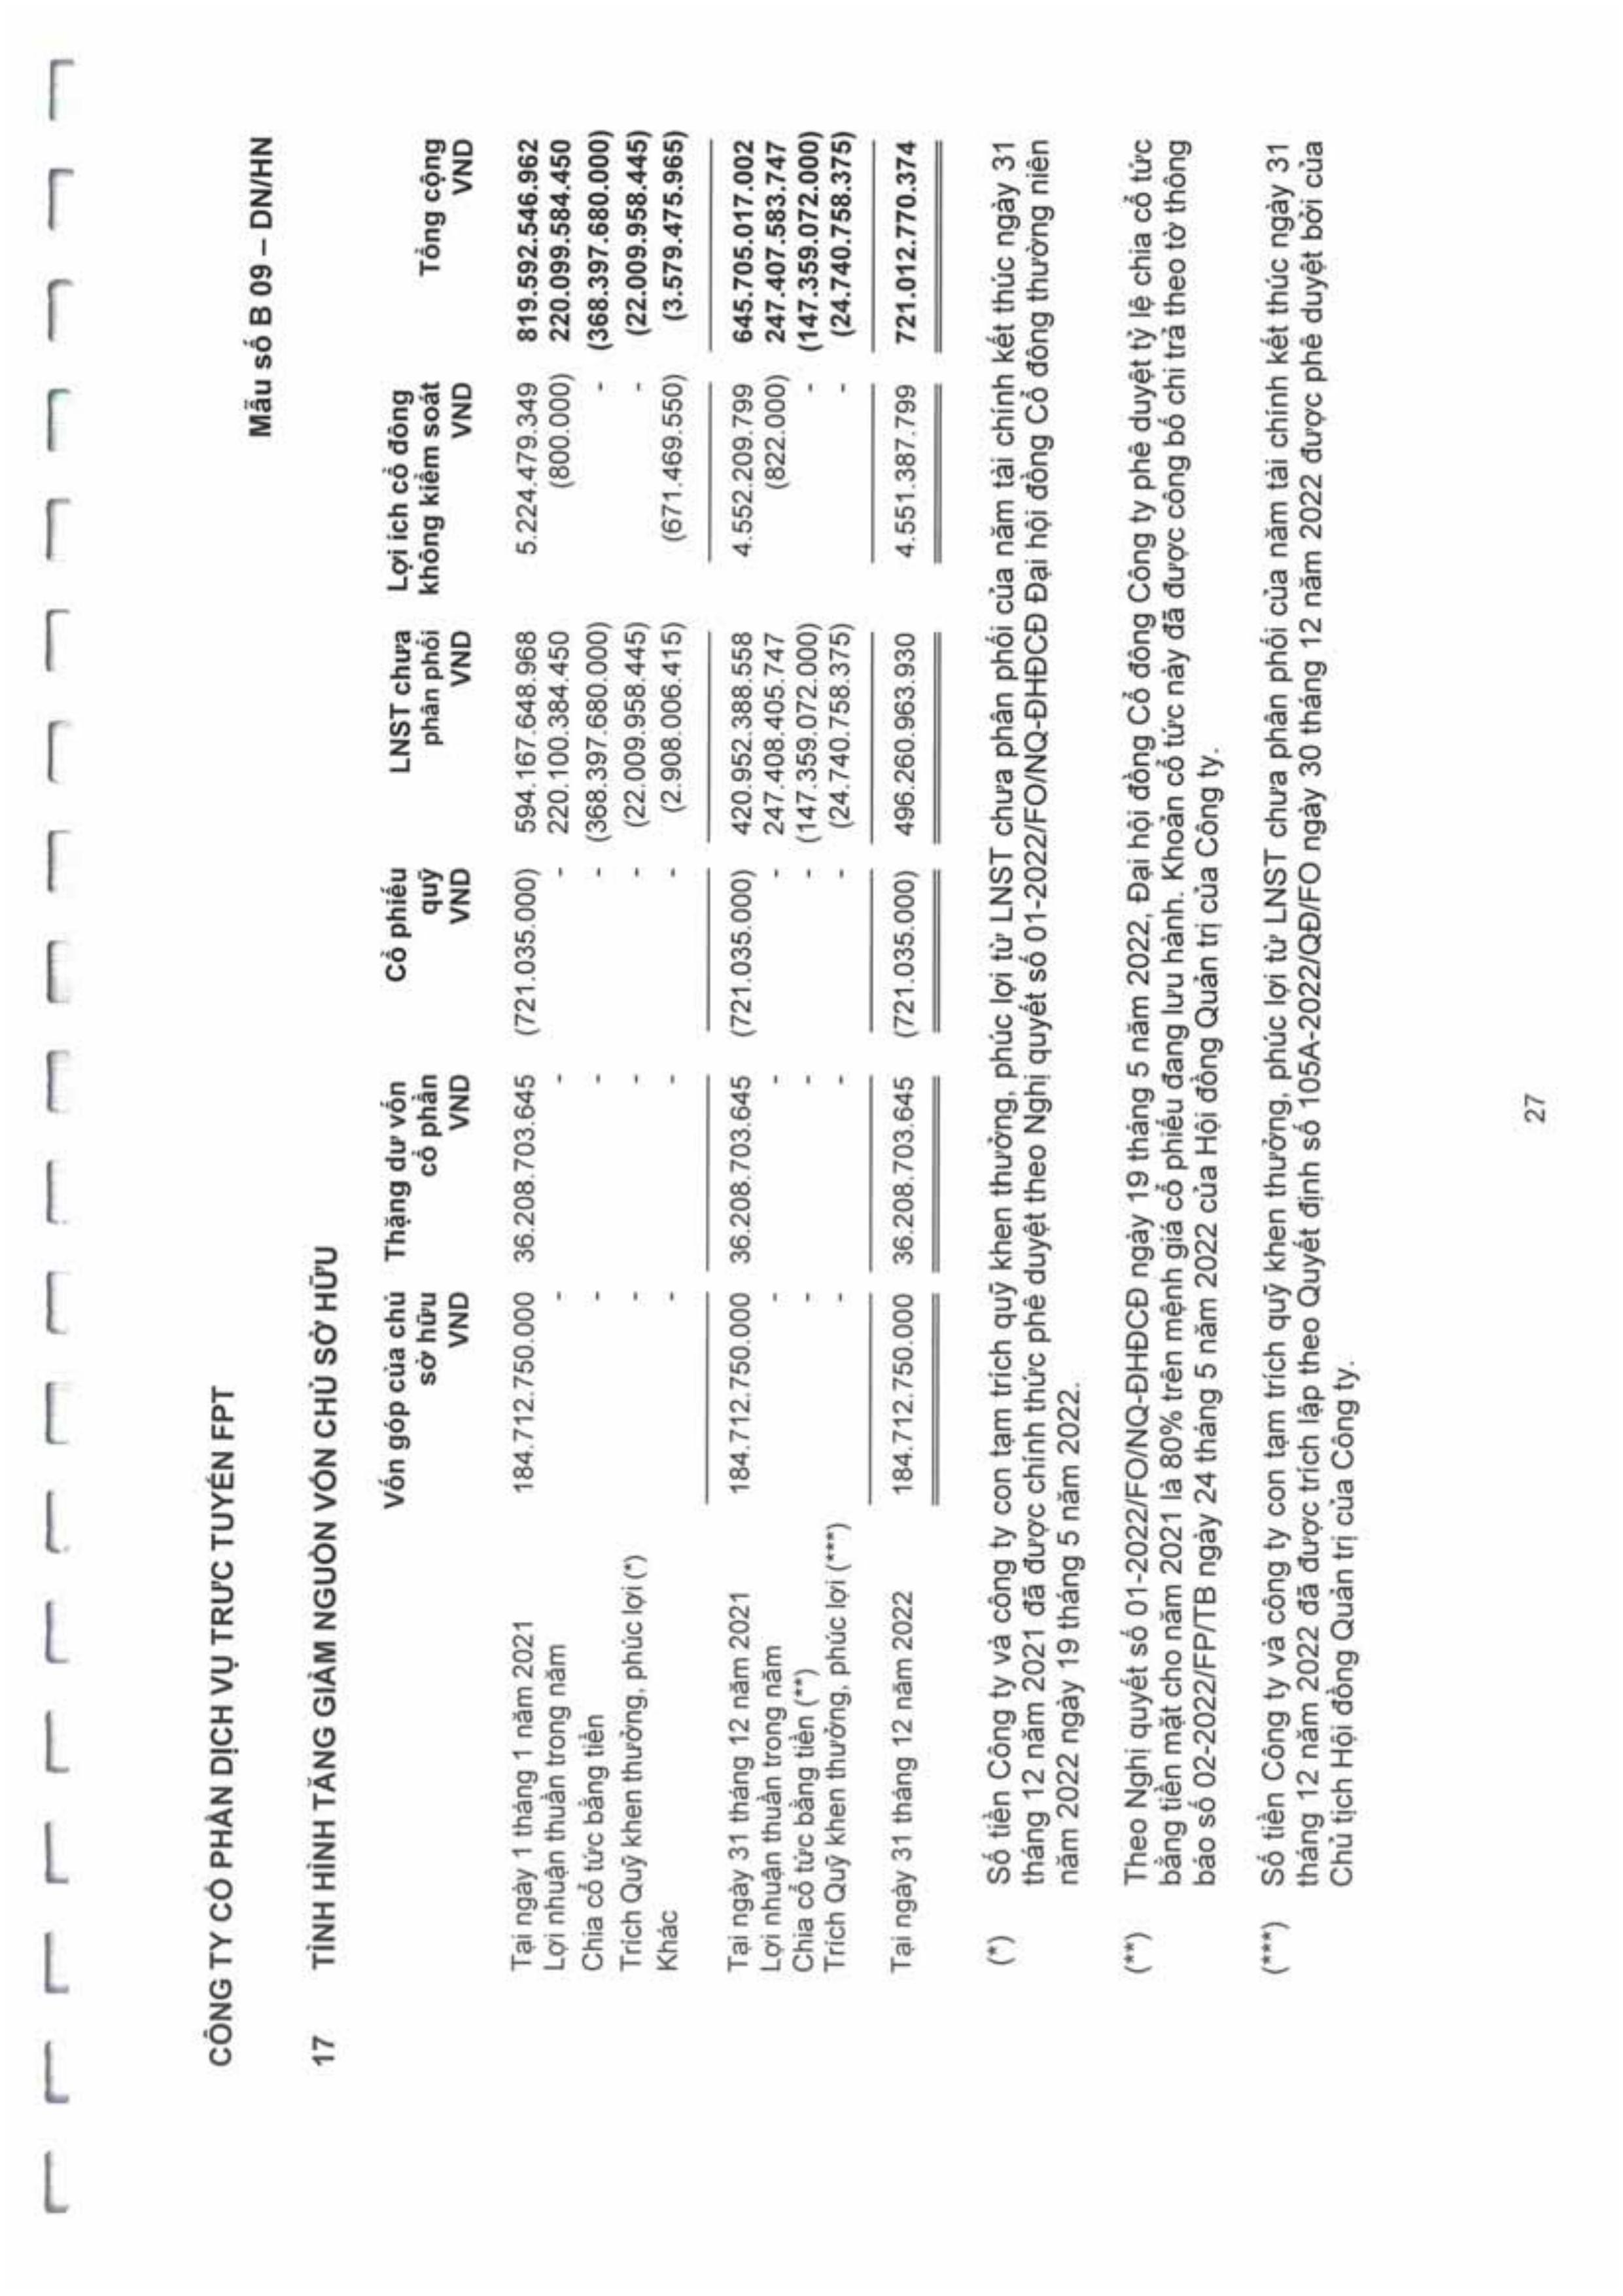 CÔNG TY CỔ PHẦN DỊCH VỤ TRỰC TUYẾN FPT
Mẫu số B 09 – DN/HN
17 TÌNH HÌNH TĂNG GIẢM NGUỒN VỐN CHỦ SỞ HỮU
Vốn góp của chủ Thặng dư vốn Cổ phiếu LNST chưa Lợi ích cổ đông
sở hữu cổ phần quỹ phân phối không kiểm soát Tổng cộng
VND VND VND VND VND VND
Tại ngày 1 tháng 1 năm 2021 184.712.750.000 36.208.703.645 (721.035.000) 594.167.648.968 5.224.479.349 819.592.546.962
Lợi nhuận thuần trong năm - - - 220.100.384.450 (800.000) 220.099.584.450
Chia cổ tức bằng tiền - - - (368.397.680.000) - (368.397.680.000)
Trích Quỹ khen thưởng, phúc lợi (*) - - - (22.009.958.445) - (22.009.958.445)
Khác - - - (2.908.006.415) (671.469.550) (3.579.475.965)
Tại ngày 31 tháng 12 năm 2021 184.712.750.000 36.208.703.645 (721.035.000) 420.952.388.558 4.552.209.799 645.705.017.002
Lợi nhuận thuần trong năm - - - 247.408.405.747 (822.000) 247.407.583.747
Chia cổ tức bằng tiền (**) - - - (147.359.072.000) - (147.359.072.000)
Trích Quỹ khen thưởng, phúc lợi (***) - - - (24.740.758.375) - (24.740.758.375)
Tại ngày 31 tháng 12 năm 2022 184.712.750.000 36.208.703.645 (721.035.000) 496.260.963.930 4.551.387.799 721.012.770.374
(*) Số tiền Công ty và công ty con tạm trích quỹ khen thưởng, phúc lợi từ LNST chưa phân phối của năm tài chính kết thúc ngày 31
tháng 12 năm 2021 đã được chính thức phê duyệt theo Nghị quyết số 01-2022/FO/NQ-ĐHĐCĐ Đại hội đồng Cổ đông thường niên
năm 2022 ngày 19 tháng 5 năm 2022.
(**) Theo Nghị quyết số 01-2022/FO/NQ-ĐHĐCĐ ngày 19 tháng 5 năm 2022, Đại hội đồng Cổ đông Công ty phê duyệt tỷ lệ chia cổ tức
bằng tiền mặt cho năm 2021 là 80% trên mệnh giá cổ phiếu đang lưu hành. Khoản cổ tức này đã được công bố chi trả theo tờ thông
báo số 02-2022/FP/TB ngày 24 tháng 5 năm 2022 của Hội đồng Quản trị của Công ty.
(***) Số tiền Công ty và công ty con tạm trích quỹ khen thưởng, phúc lợi từ LNST chưa phân phối của năm tài chính kết thúc ngày 31
tháng 12 năm 2022 đã được trích lập theo Quyết định số 105A-2022/QĐ/FO ngày 30 tháng 12 năm 2022 được phê duyệt bởi của
Chủ tịch Hội đồng Quản trị của Công ty.
27